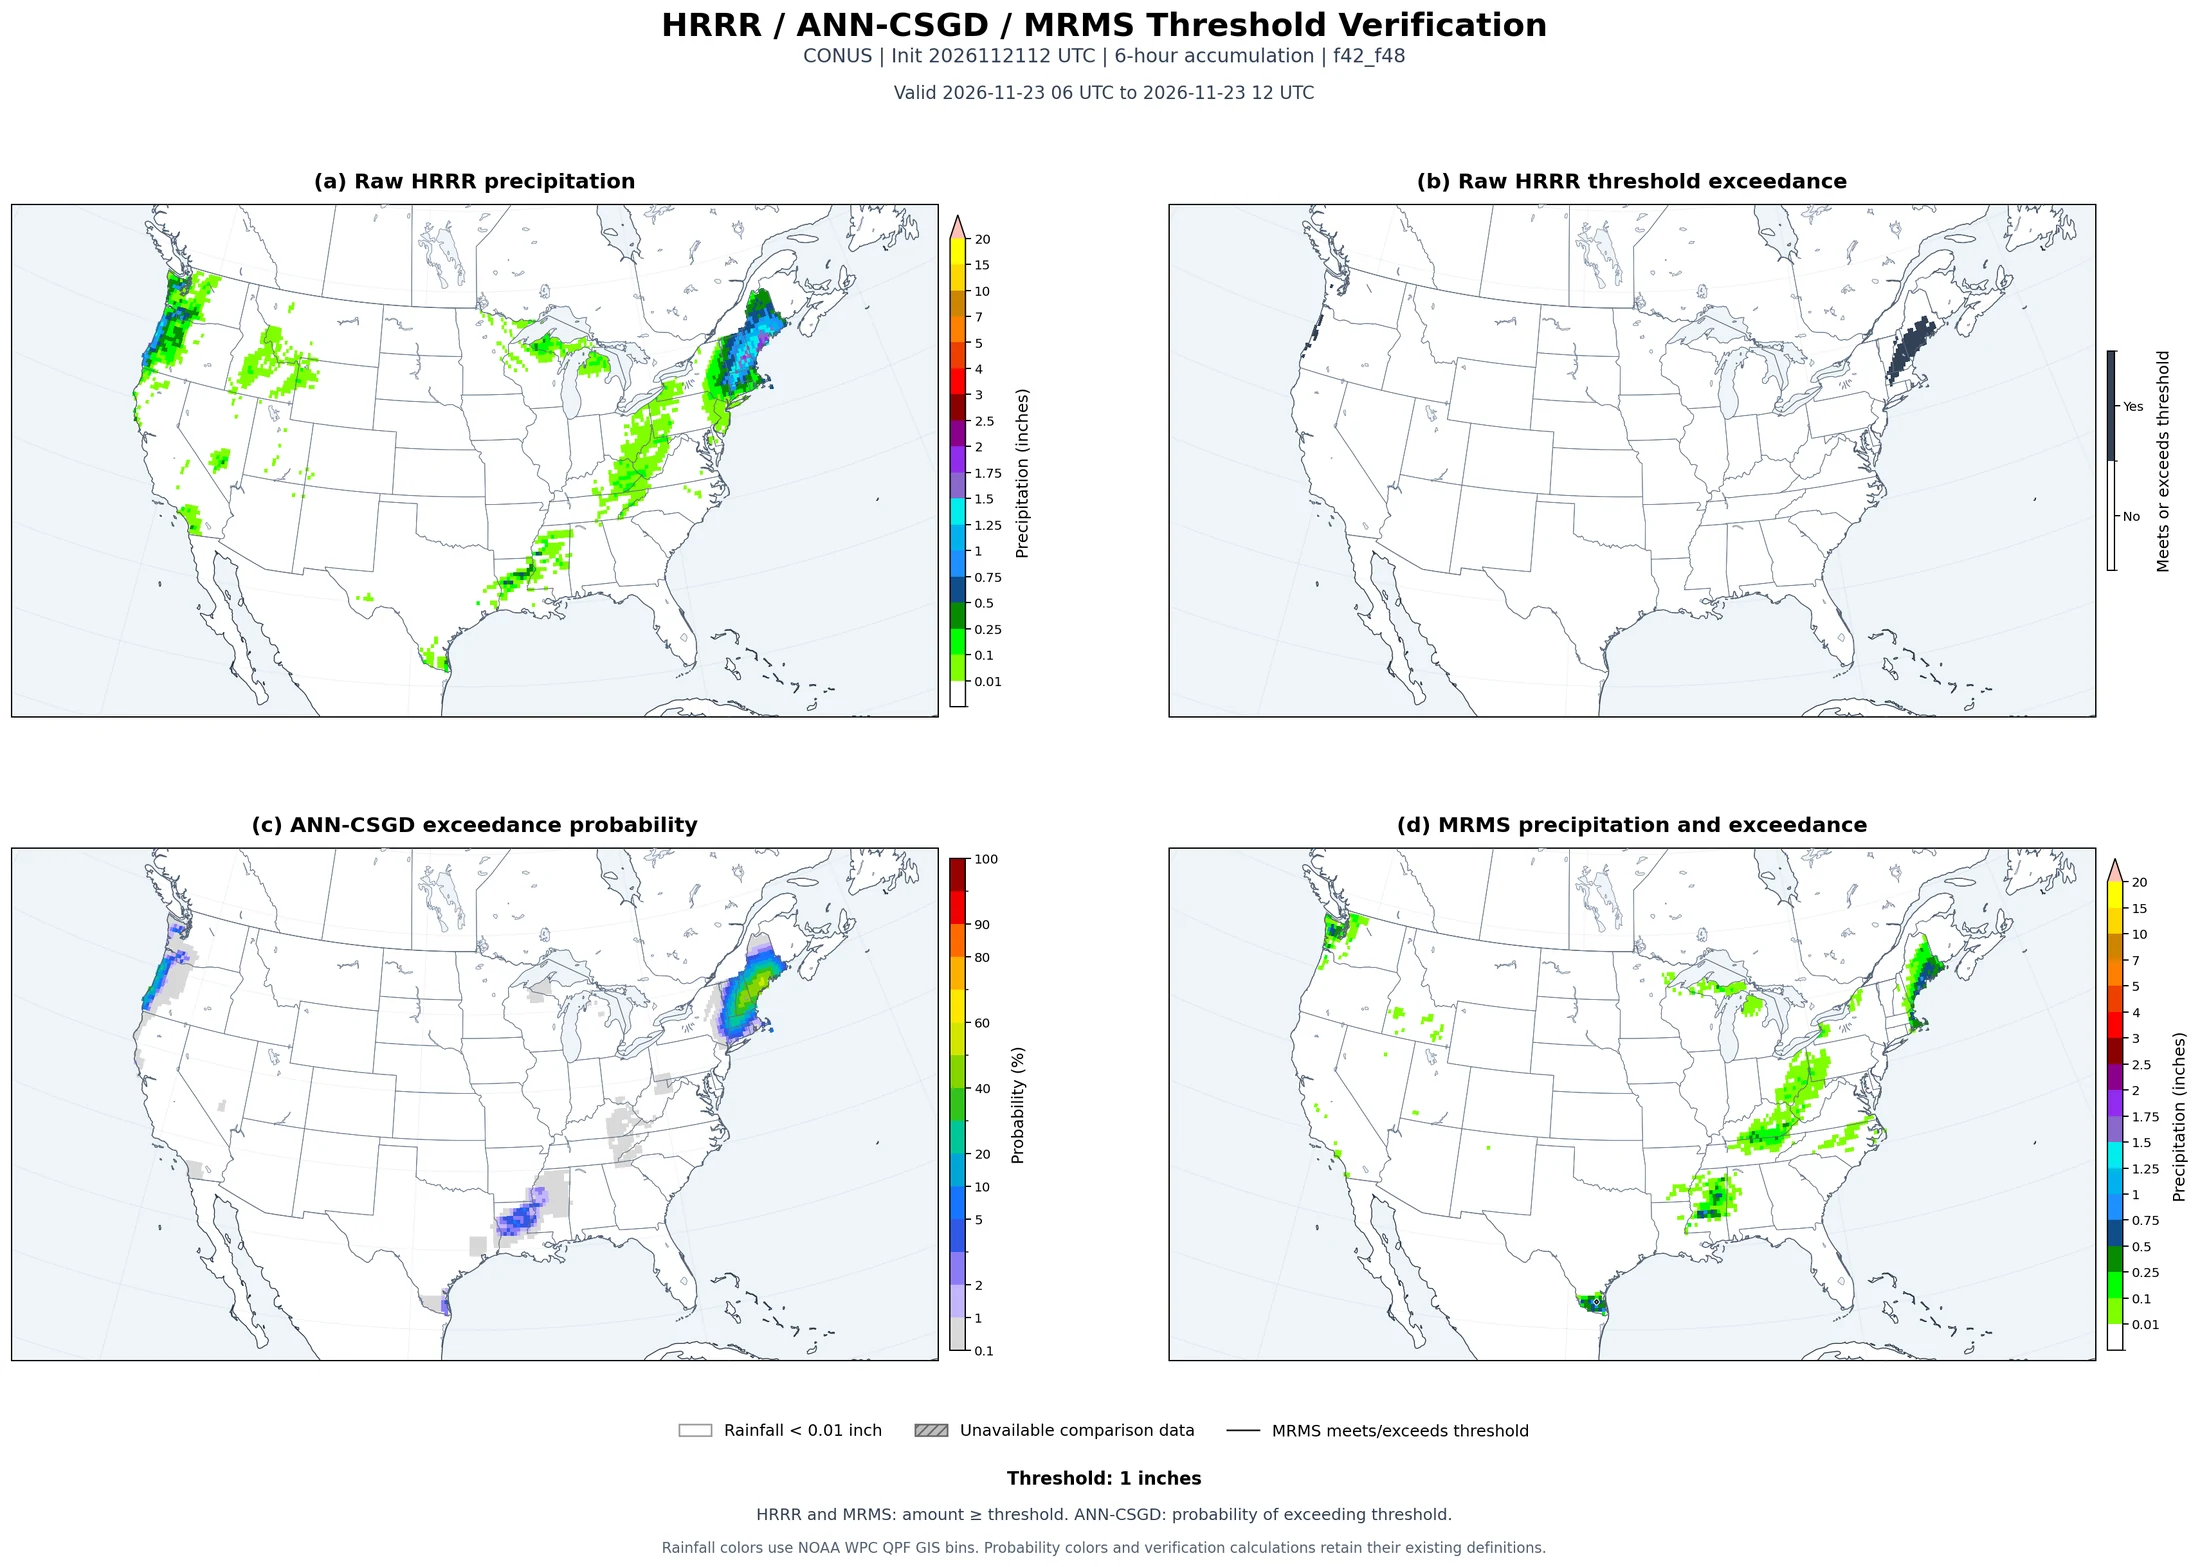 HRRR / ANN-CSGD / MRMS Threshold Verification
CONUS | Init 2026112112 UTC | 6-hour accumulation | f42_f48
Valid 2026-11-23 06 UTC to 2026-11-23 12 UTC
(a) Raw HRRR precipitation
20
15
10
7
5
4
3
2.5
2
1.75
1.5
1.25
1
0.75
0.5
0.25
0.1
0.01
Precipitation (inches)
(b) Raw HRRR threshold exceedance
Yes
No
Meets or exceeds threshold
(c) ANN-CSGD exceedance probability
100
90
80
60
40
20
10
5
2
1
0.1
Probability (%)
(d) MRMS precipitation and exceedance
20
15
10
7
5
4
3
2.5
2
1.75
1.5
1.25
1
0.75
0.5
0.25
0.1
0.01
Precipitation (inches)
Rainfall < 0.01 inch
Unavailable comparison data
MRMS meets/exceeds threshold
Threshold: 1 inches
HRRR and MRMS: amount ≥ threshold. ANN-CSGD: probability of exceeding threshold.
Rainfall colors use NOAA WPC QPF GIS bins. Probability colors and verification calculations retain their existing definitions.